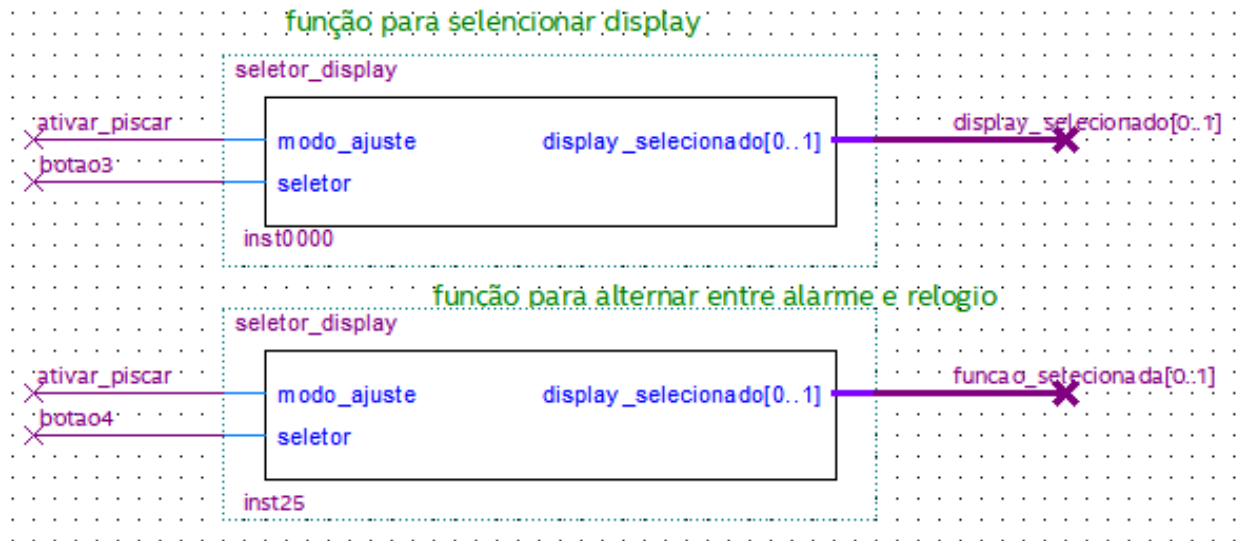 função para selencionar display
seletor_display
ativar_piscar
modo_ajuste display_selecionado[0..1]
display_selecionado[0..1]
botao3
seletor
inst0000
função para alternar entre alarme e relogio
seletor_display
ativar_piscar
modo_ajuste display_selecionado[0..1]
funcao_selecionada[0..1]
botao4
seletor
inst25